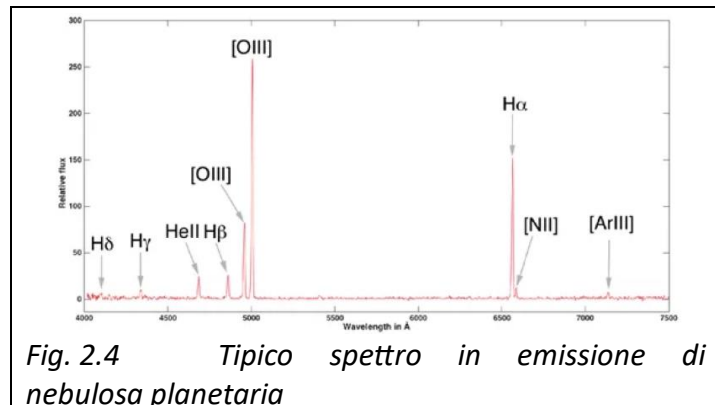 300
[OIII]
250
200
Hα
150
Relative flux
[OIII]
100
[NII]
[ArIII]
HeII Hβ
Hδ
Hγ
50
0
4000 4500 5000 5500 6000 6500 7000 7500
Wavelength in Å
Fig. 2.4 Tipico spettro in emissione di
nebulosa planetaria